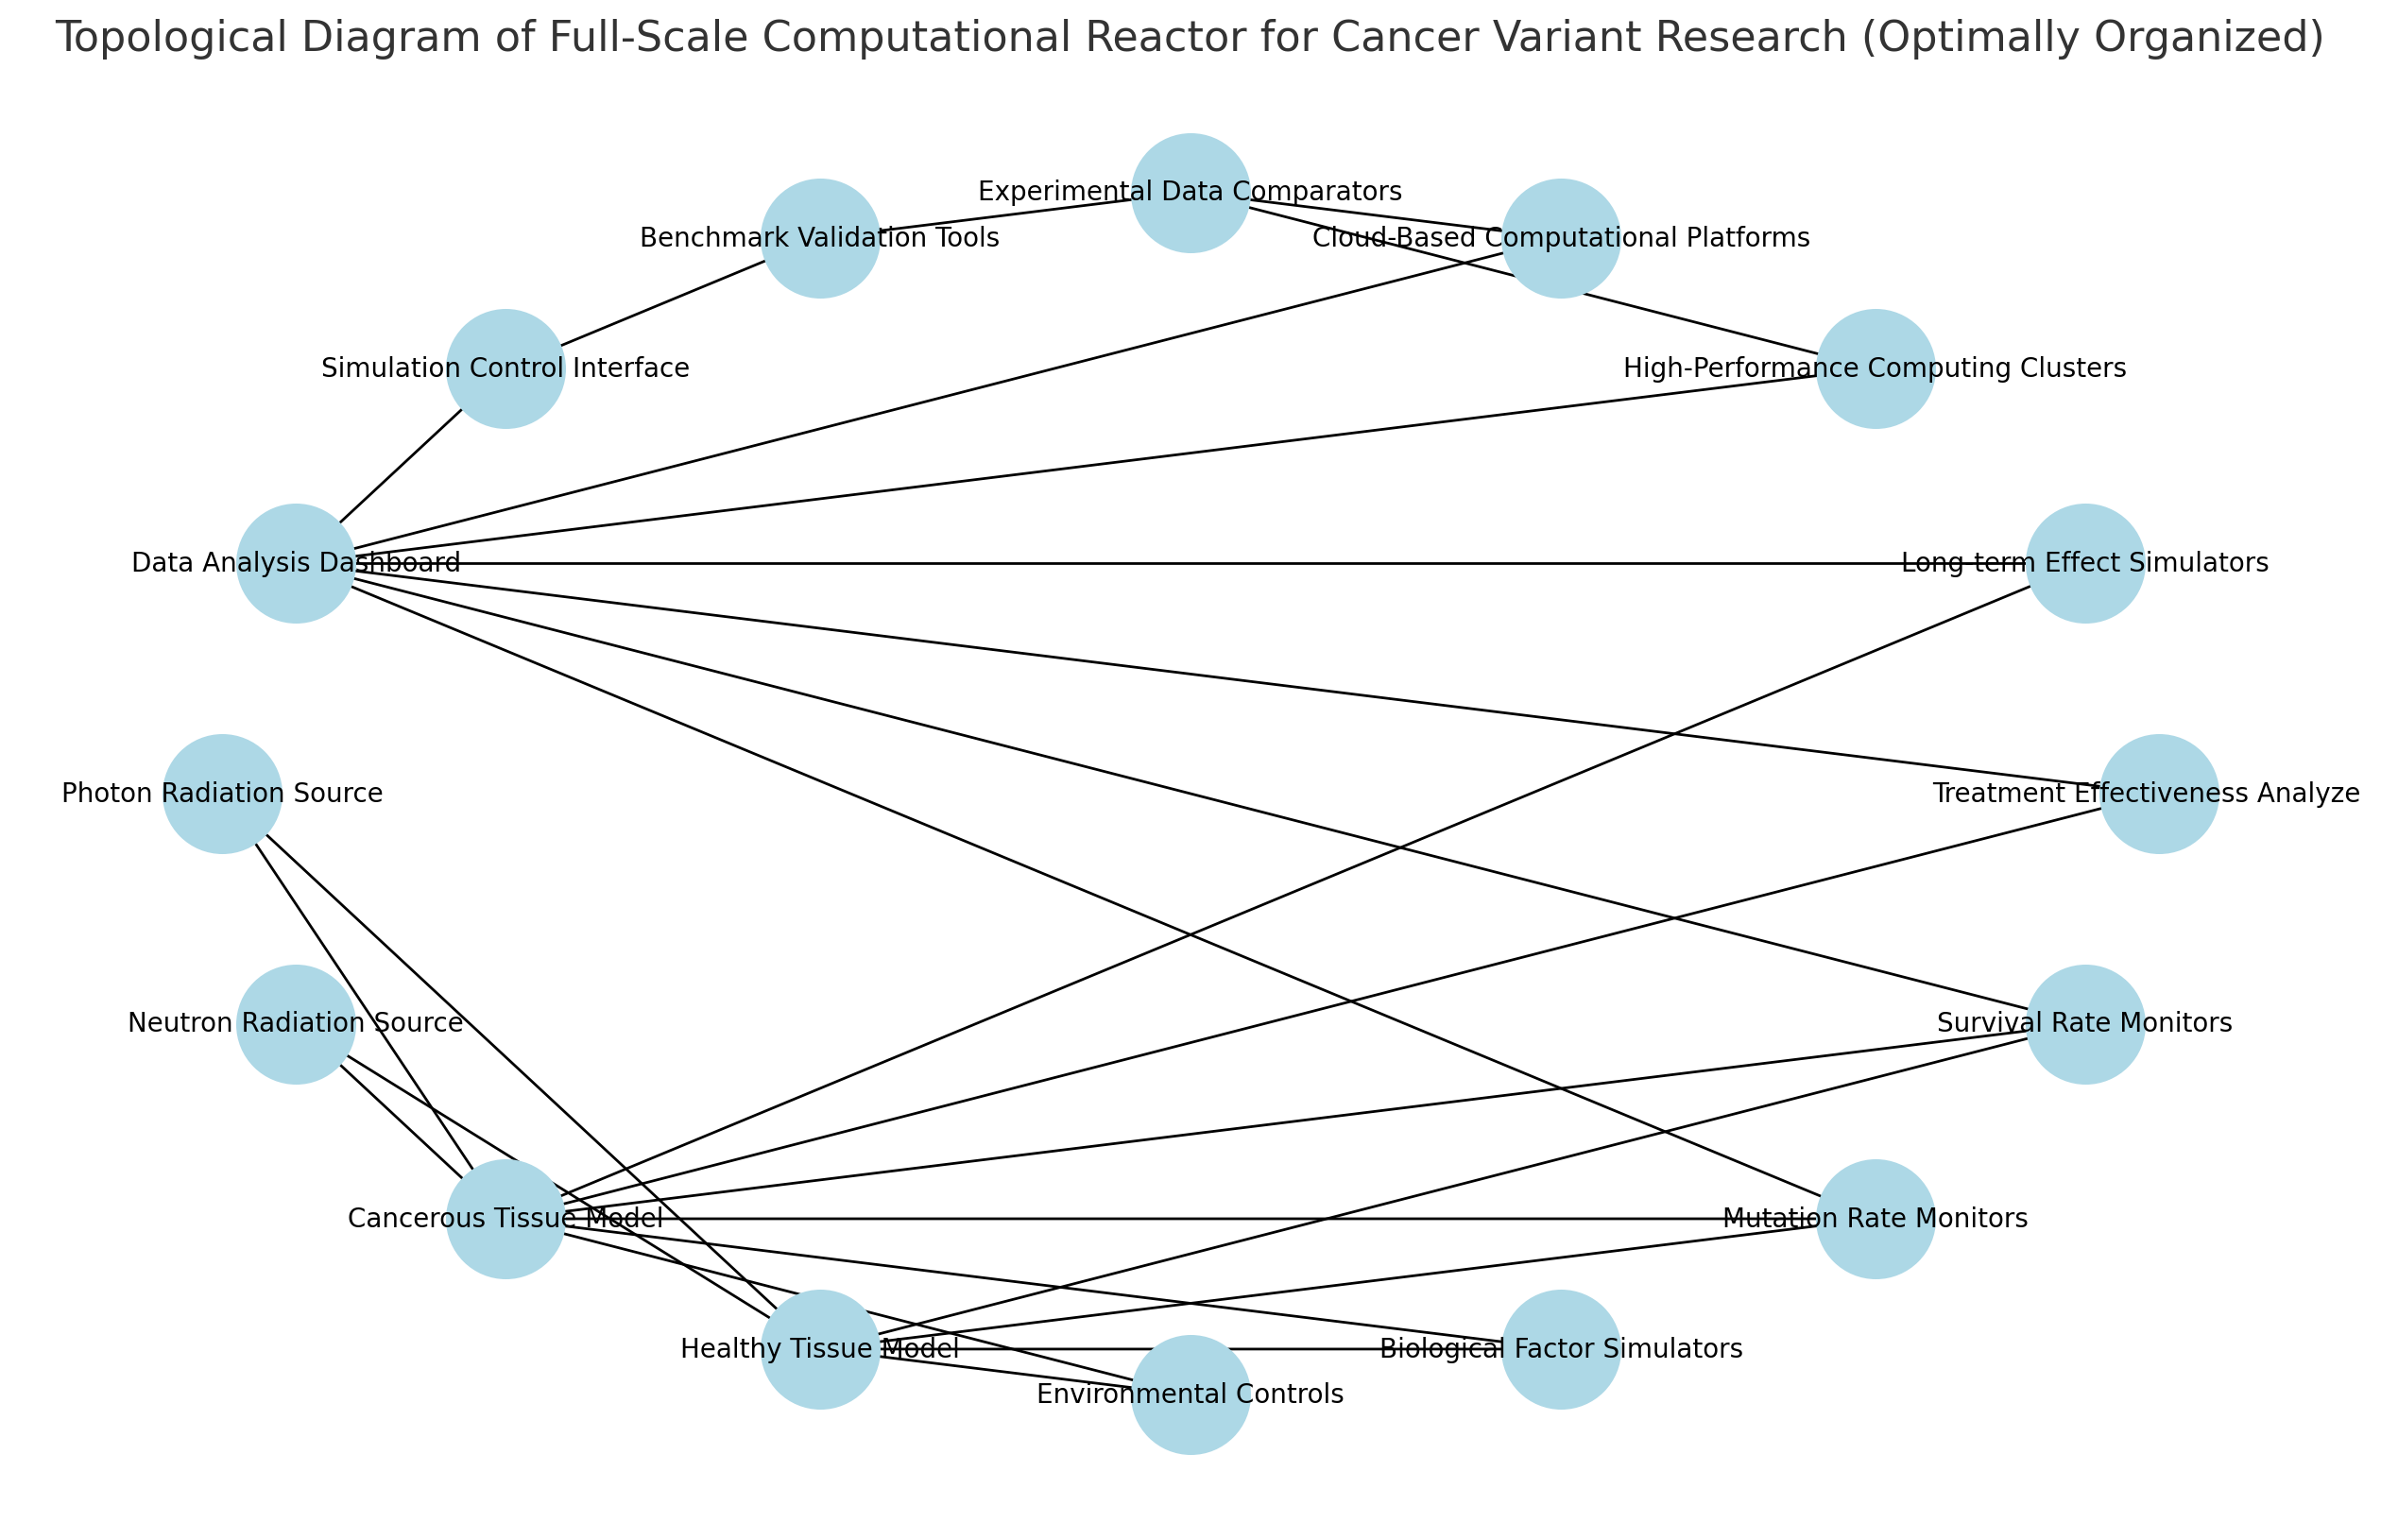 Topological Diagram of Full-Scale Computational Reactor for Cancer Variant Research (Optimally Organized)
Experimental Data Comparators
Benchmark Validation Tools
Cloud-Based Computational Platforms
Simulation Control Interface
High-Performance Computing Clusters
Data Analysis Dashboard
Long-term Effect Simulators
Photon Radiation Source
Treatment Effectiveness Analyze
Neutron Radiation Source
Survival Rate Monitors
Cancerous Tissue Model
Mutation Rate Monitors
Healthy Tissue Model
Biological Factor Simulators
Environmental Controls